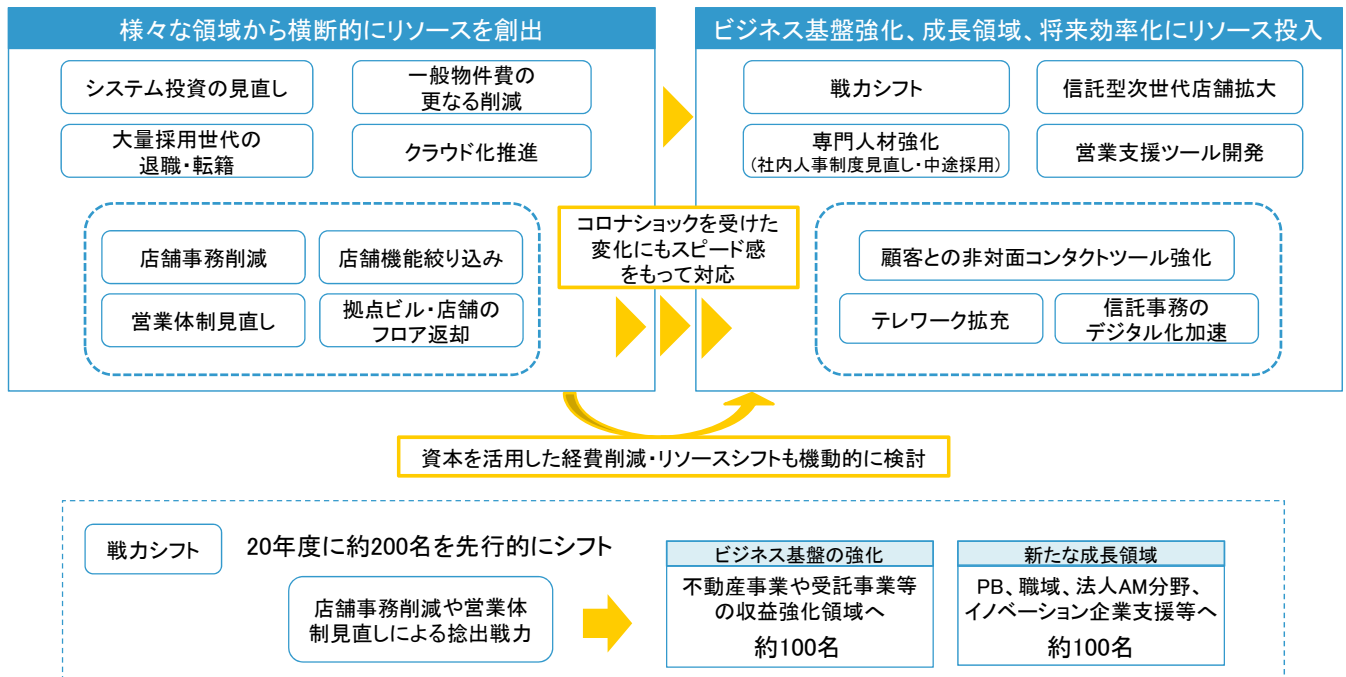 様々な領域から横断的にリソースを創出
システム投資の見直し
一般物件費の
更なる削減
大量採用世代の
退職・転籍
クラウド化推進
店舗事務削減
店舗機能絞り込み
営業体制見直し
拠点ビル・店舗の
フロア返却
コロナショックを受けた
変化にもスピード感
をもって対応
ビジネス基盤強化、成長領域、将来効率化にリソース投入
戦力シフト
信託型次世代店舗拡大
専門人材強化
(社内人事制度見直し・中途採用)
営業支援ツール開発
顧客との非対面コンタクトツール強化
テレワーク拡充
信託事務の
デジタル化加速
資本を活用した経費削減・リソースシフトも機動的に検討
戦力シフト
20年度に約200名を先行的にシフト
店舗事務削減や営業体
制見直しによる捻出戦力
ビジネス基盤の強化
不動産事業や受託事業等
の収益強化領域へ
約100名
新たな成長領域
PB、職域、法人AM分野、
イノベーション企業支援等へ
約100名